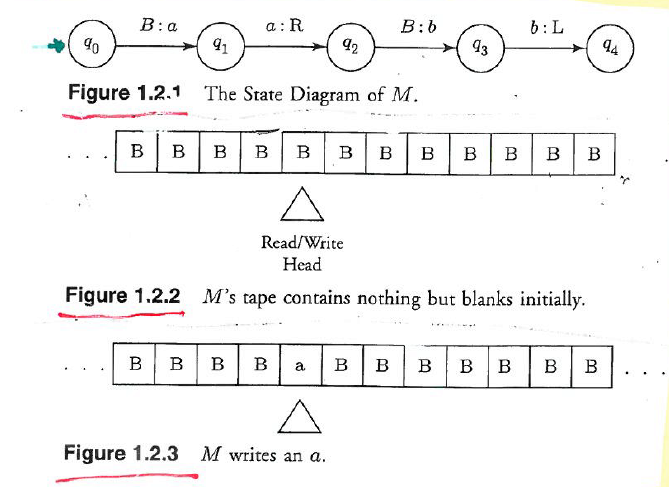 B : a a : R B : b b : L
q0 q1 q2 q3 q4
Figure 1.2.1 The State Diagram of M.
. . . B B B B B B B B B B B B
Read/Write
Head
Figure 1.2.2 M's tape contains nothing but blanks initially.
. . . B B B B a B B B B B B B . . .
Figure 1.2.3 M writes an a.